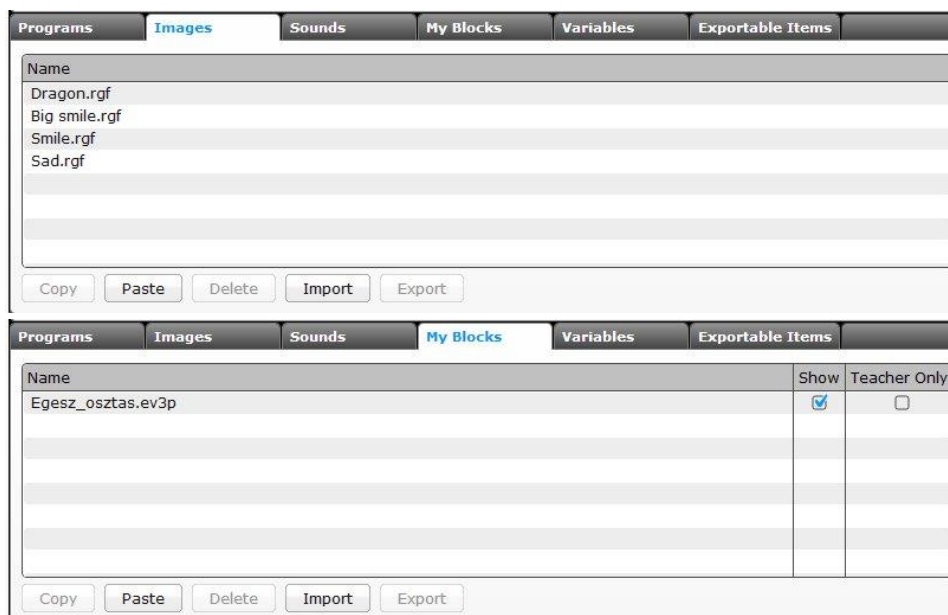 Programs Images Sounds My Blocks Variables Exportable Items
Name
Dragon.rgf
Big smile.rgf
Smile.rgf
Sad.rgf
Copy Paste Delete Import Export
Programs Images Sounds My Blocks Variables Exportable Items
Name Show Teacher Only
Egesz_osztas.ev3p
Copy Paste Delete Import Export